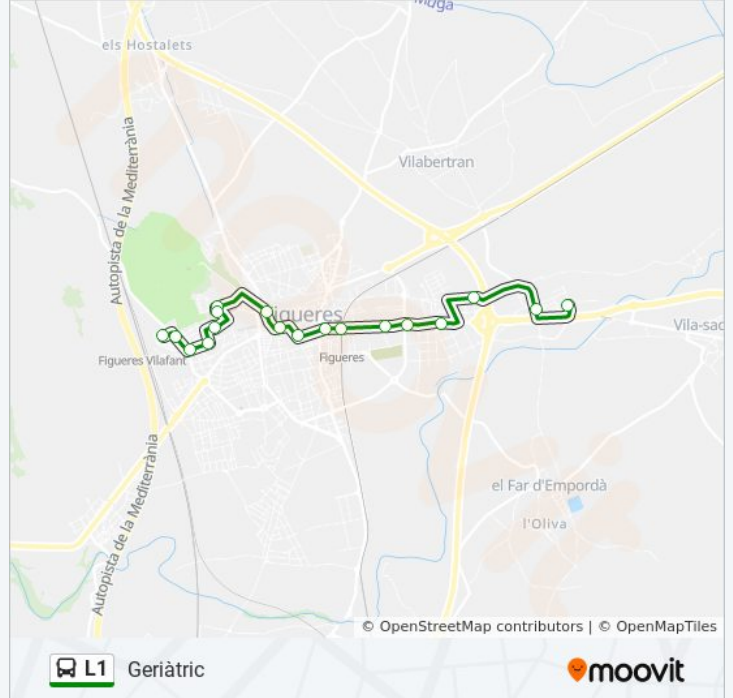 Muga
els Hostalets
Autopista de la Mediterrània
Vilabertran
Figueres
Vila-sac
Figueres Vilafant
Figueres
Autopista de la Mediterrània
el Far d'Empordà
l'Oliva
© OpenStreetMap contributors | © OpenMapTiles
L1 Geriàtric
moovit